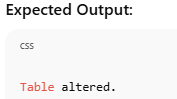 Expected Output:
css
Table altered.